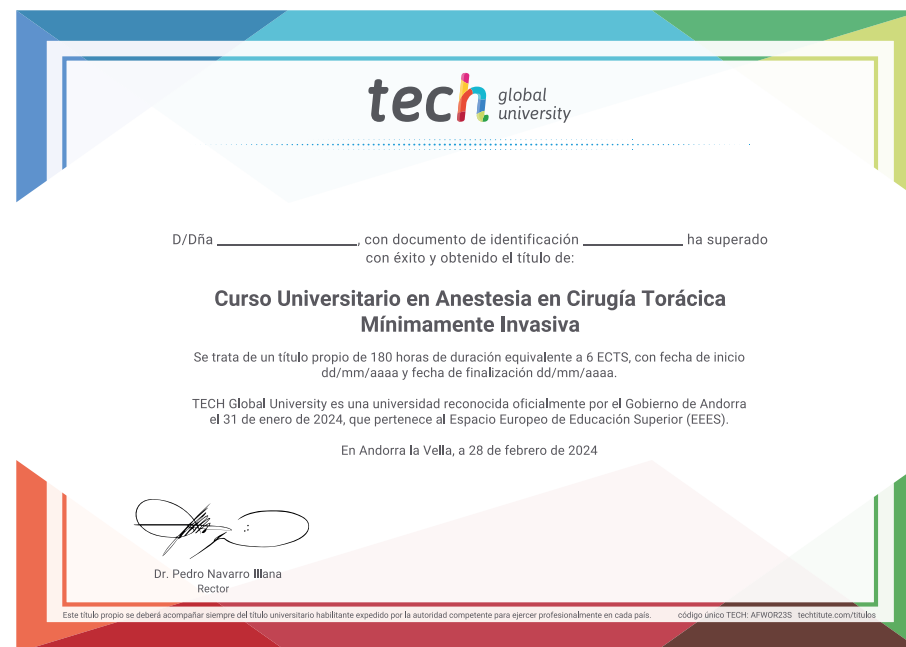 tech global
university
D/Dña ____________, con documento de identificación ____________ ha superado
con éxito y obtenido el título de:
Curso Universitario en Anestesia en Cirugía Torácica
Mínimamente Invasiva
Se trata de un título propio de 180 horas de duración equivalente a 6 ECTS, con fecha de inicio
dd/mm/aaaa y fecha de finalización dd/mm/aaaa.
TECH Global University es una universidad reconocida oficialmente por el Gobierno de Andorra
el 31 de enero de 2024, que pertenece al Espacio Europeo de Educación Superior (EEES).
En Andorra la Vella, a 28 de febrero de 2024
Dr. Pedro Navarro Illana
Rector
Este título propio se deberá acompañar siempre del título universitario habilitante expedido por la autoridad competente para ejercer profesionalmente en cada país. código único TECH: AFWOR23S techtitute.com/titulos